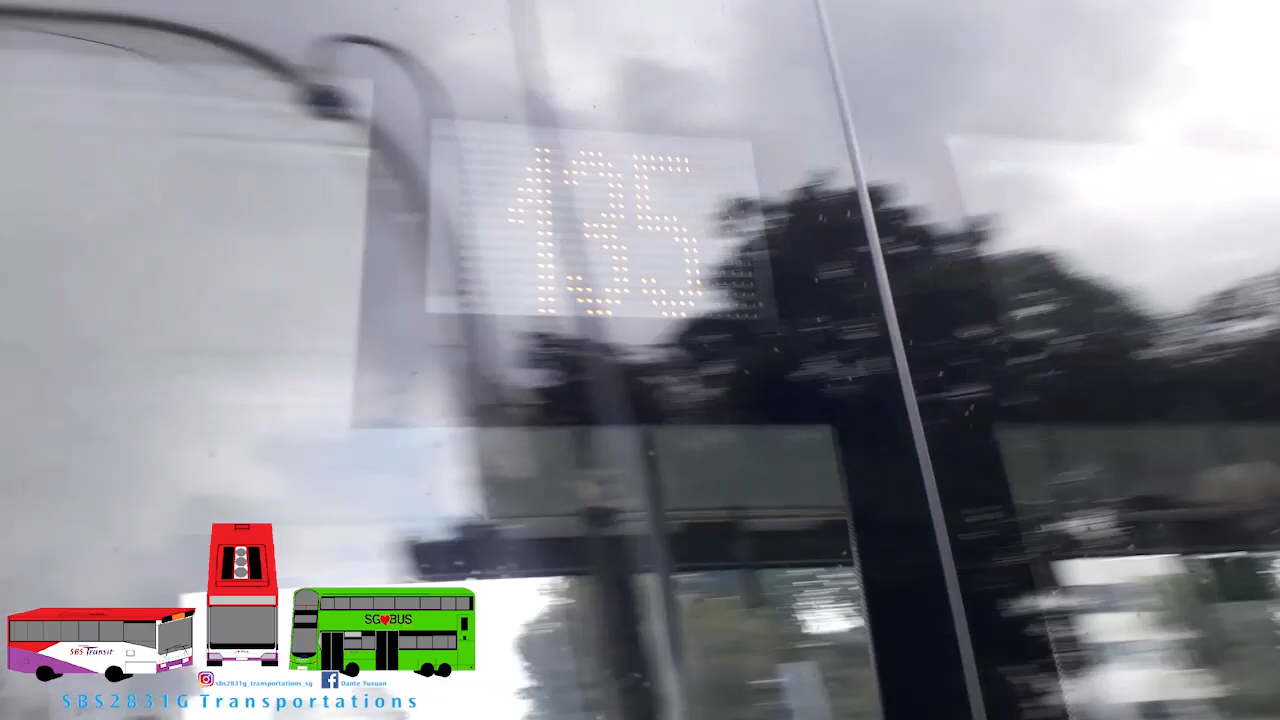 135
SG❤BUS
SBS Transit
sbs2831g_transportations_sg
Dante Yuxuan
SBS2831G Transportations